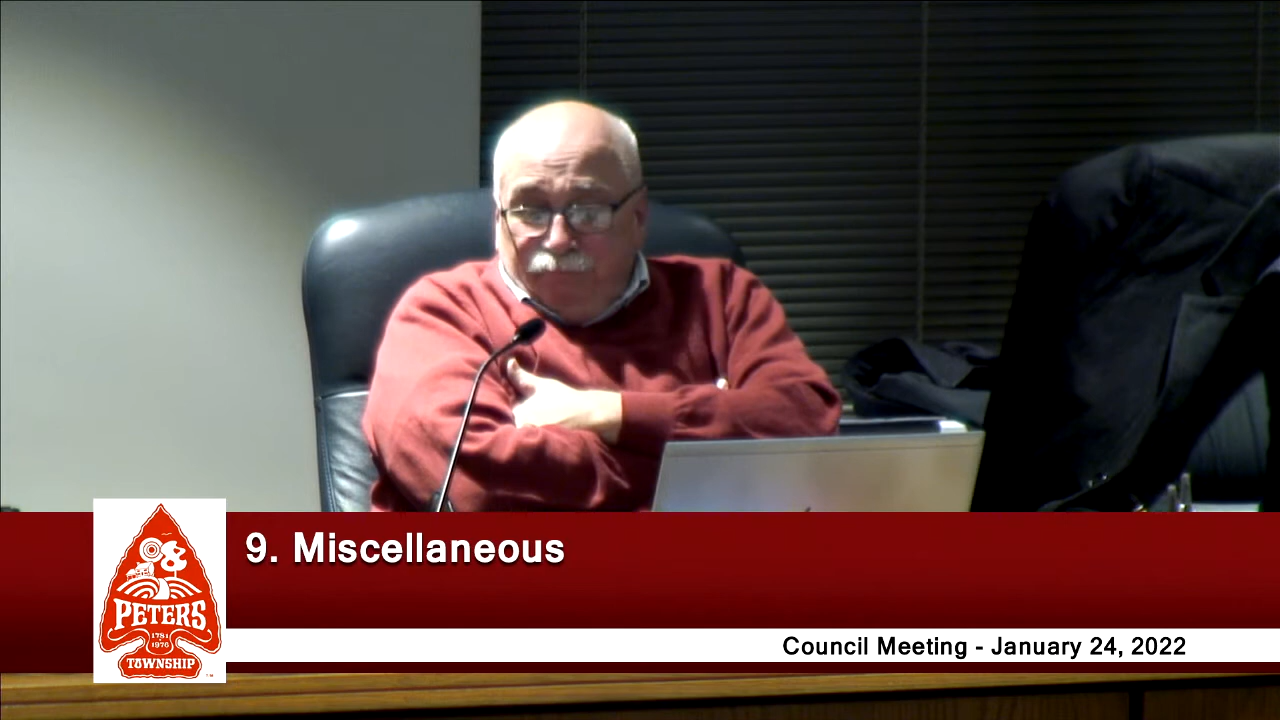 9. Miscellaneous
PETERS
1781
1976
TOWNSHIP
Council Meeting - January 24, 2022